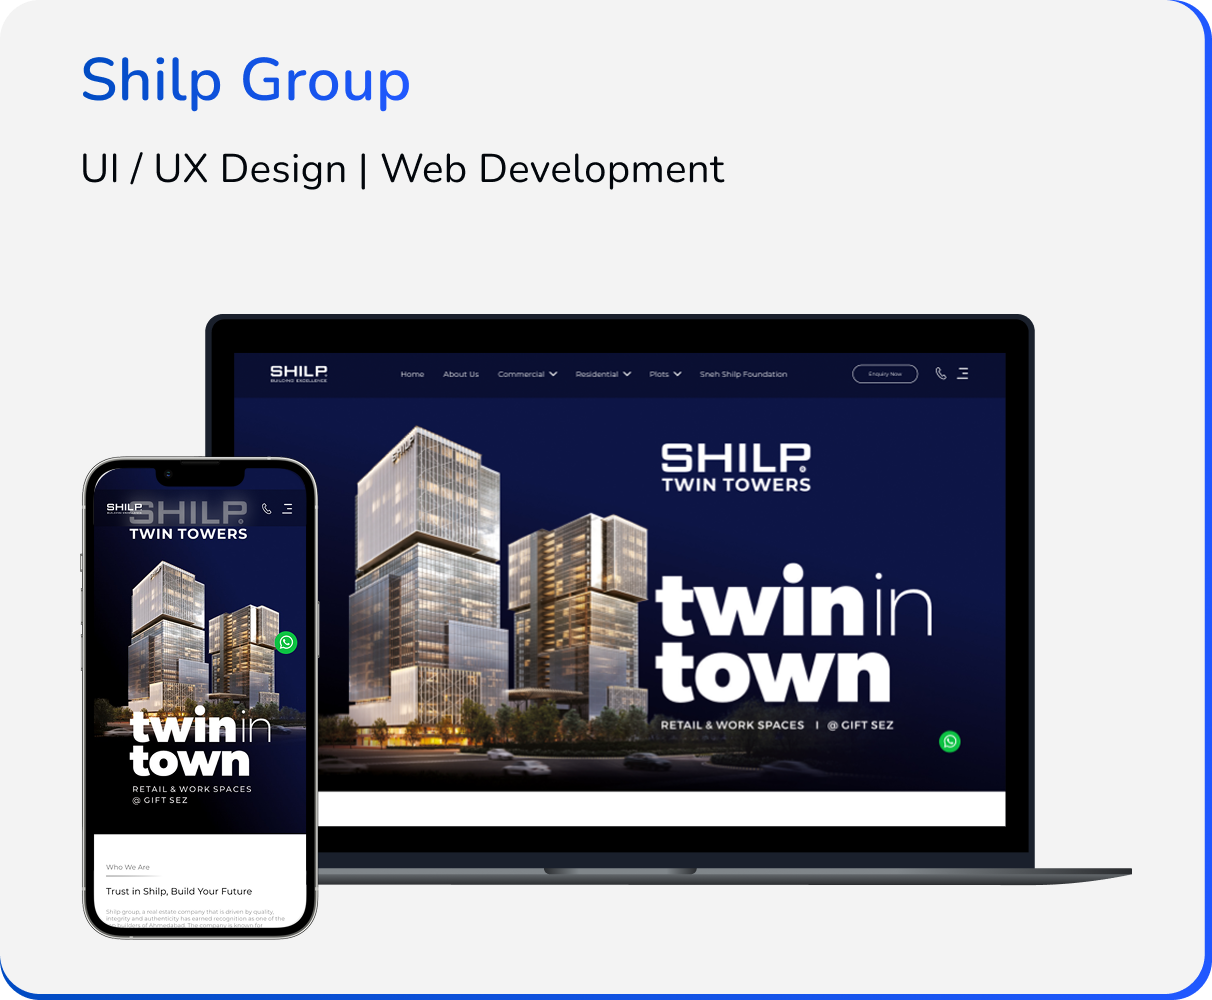 Shilp Group
UI / UX Design | Web Development
SHILP
BUILDING EXCELLENCE
Home About Us Commercial Residential Plots Sneh Shilp Foundation Enquiry Now
SHILP
SHILP
TWIN TOWERS
twin in
town
RETAIL & WORK SPACES | @ GIFT SEZ
SHILP
SHILP
TWIN TOWERS
twin in
town
RETAIL & WORK SPACES
@ GIFT SEZ
Who We Are
Trust in Shilp, Build Your Future
Shilp group, a real estate company that is driven by quality,
integrity and authenticity has earned recognition as one of the
builders of Ahmedabad. The company is known for